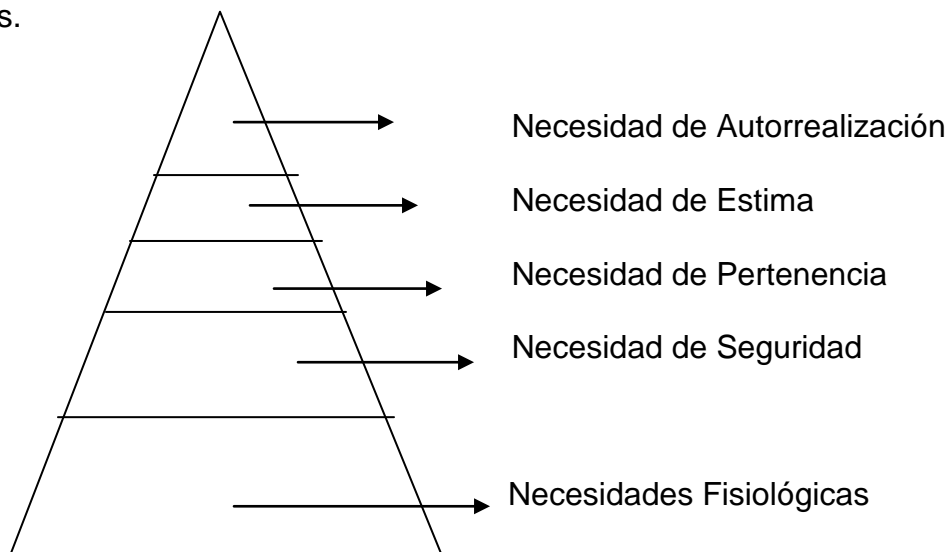 s.
Necesidad de Autorrealización
Necesidad de Estima
Necesidad de Pertenencia
Necesidad de Seguridad
Necesidades Fisiológicas